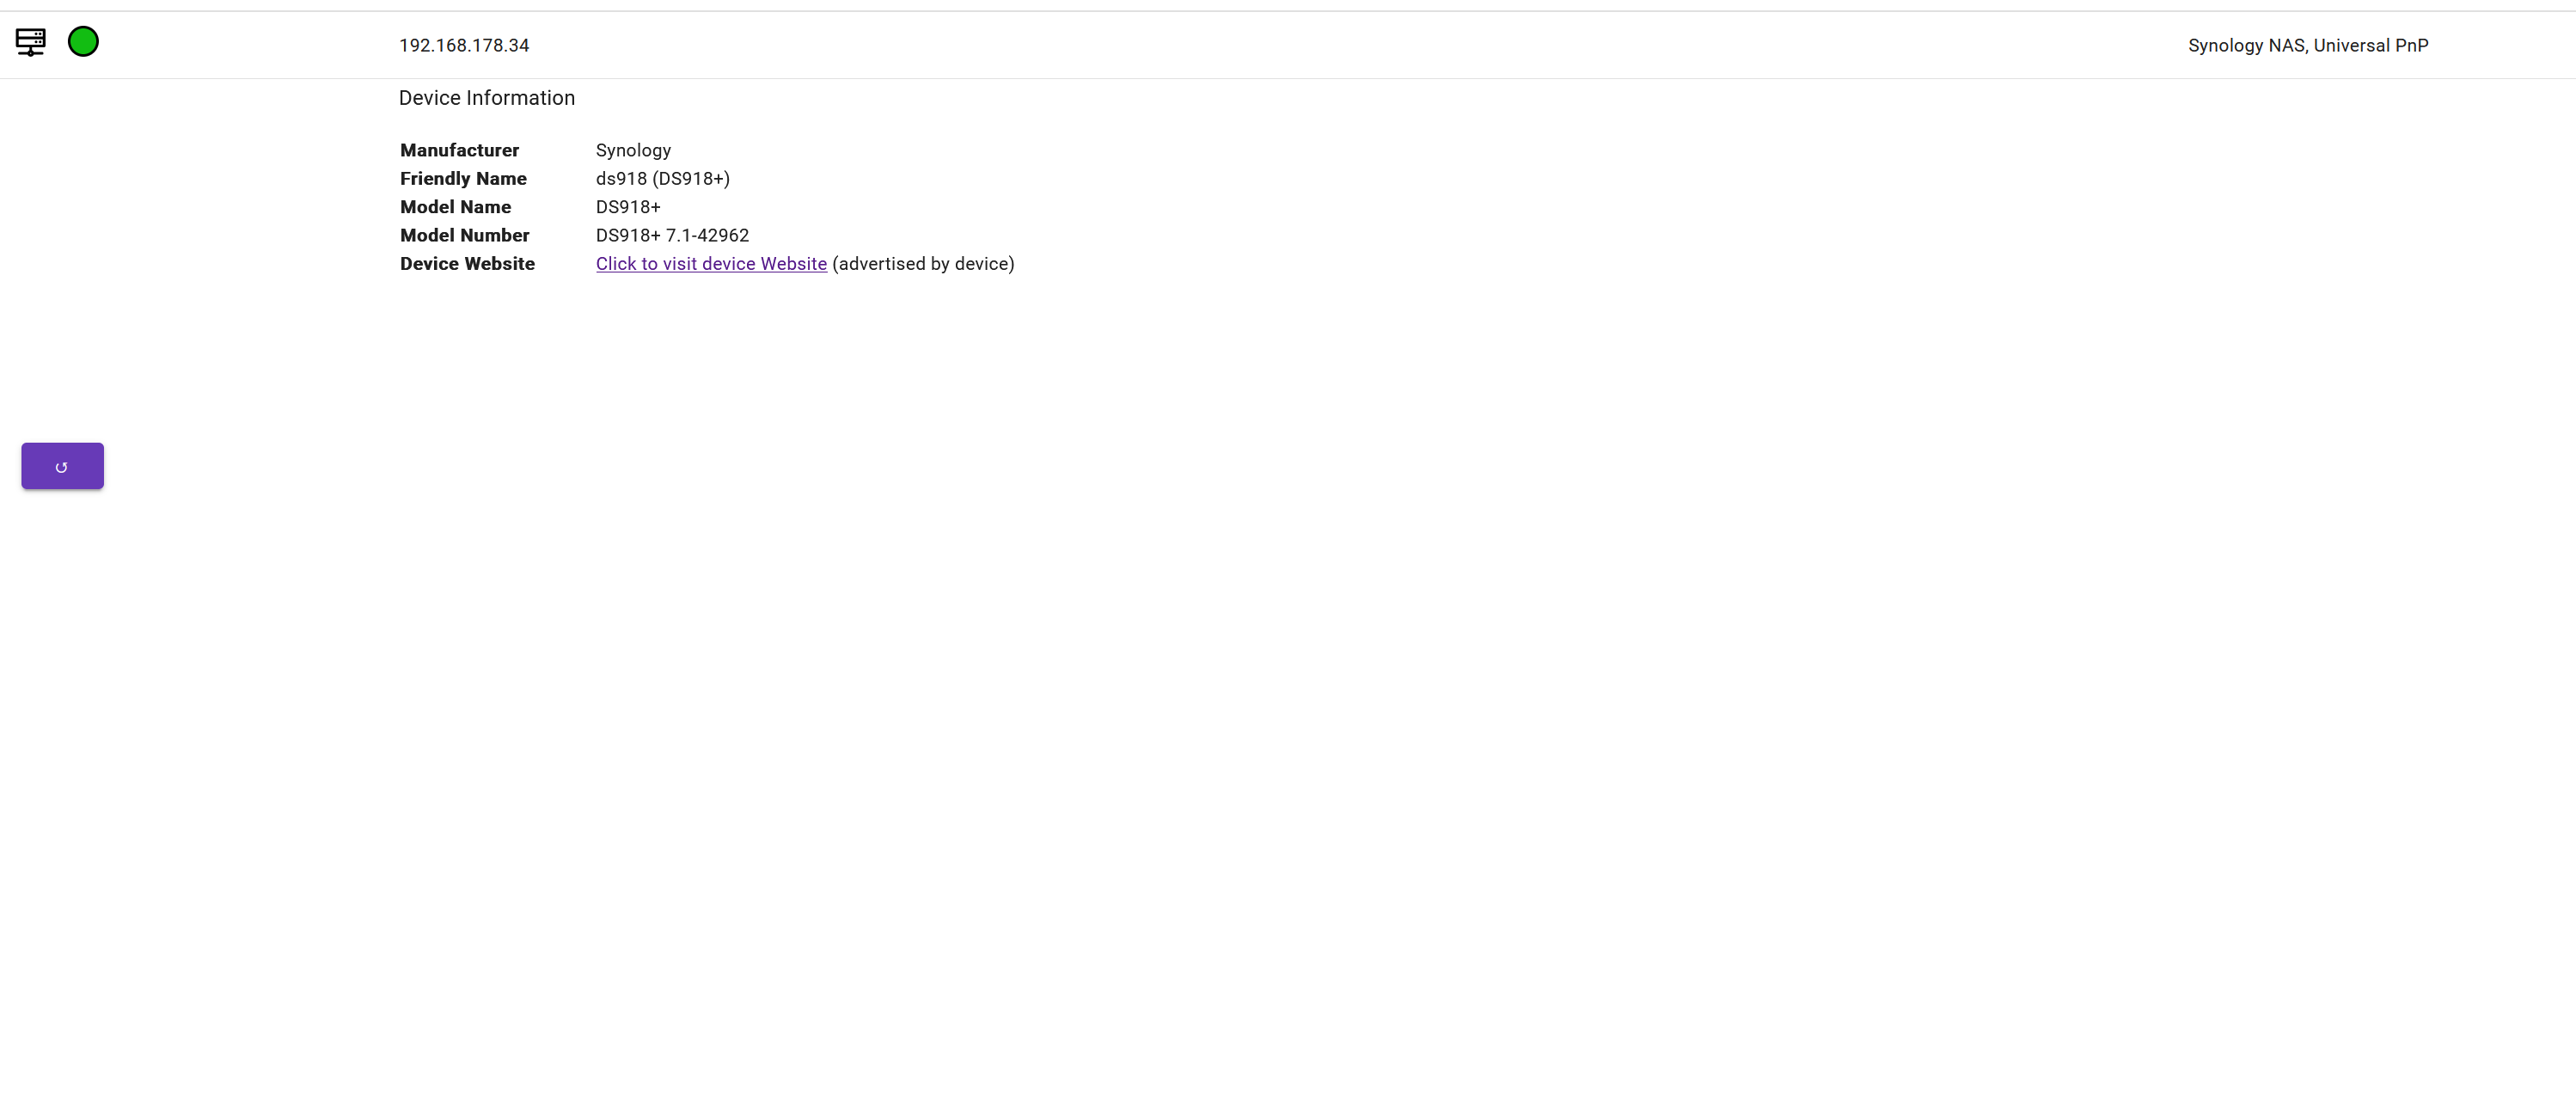 192.168.178.34 Synology NAS, Universal PnP
Device Information
Manufacturer Synology
Friendly Name ds918 (DS918+)
Model Name DS918+
Model Number DS918+ 7.1-42962
Device Website Click to visit device Website (advertised by device)
↺